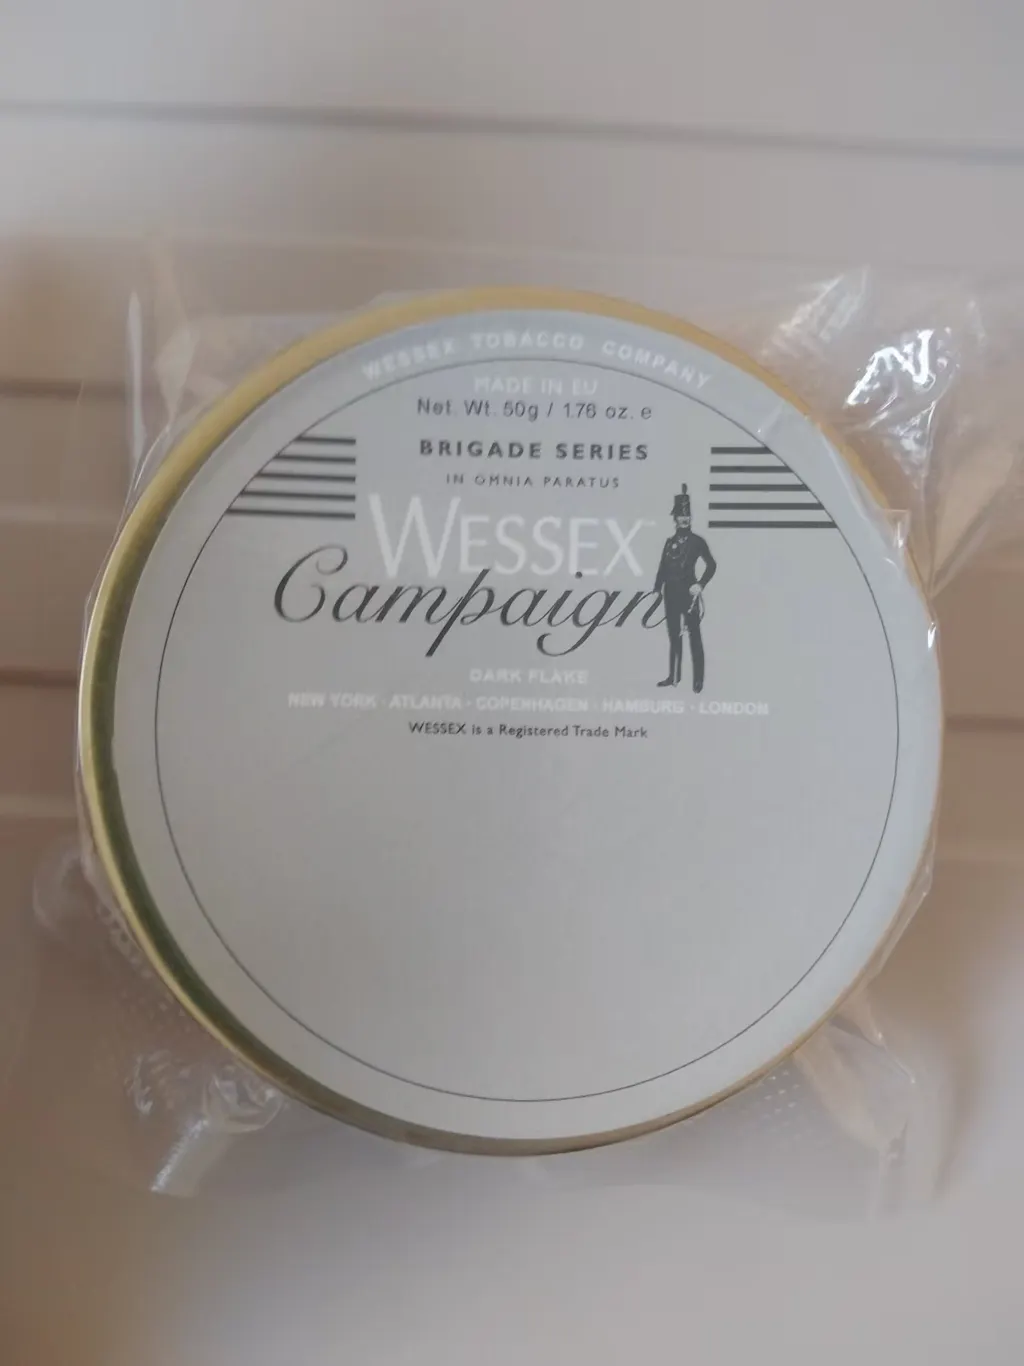 WESSEX TOBACCO COMPANY
MADE IN EU
Net. Wt. 50g / 1.76 oz. e
BRIGADE SERIES
IN OMNIA PARATUS
WESSEX™
Campaign
DARK FLAKE
NEW YORK · ATLANTA · COPENHAGEN · HAMBURG · LONDON
WESSEX is a Registered Trade Mark